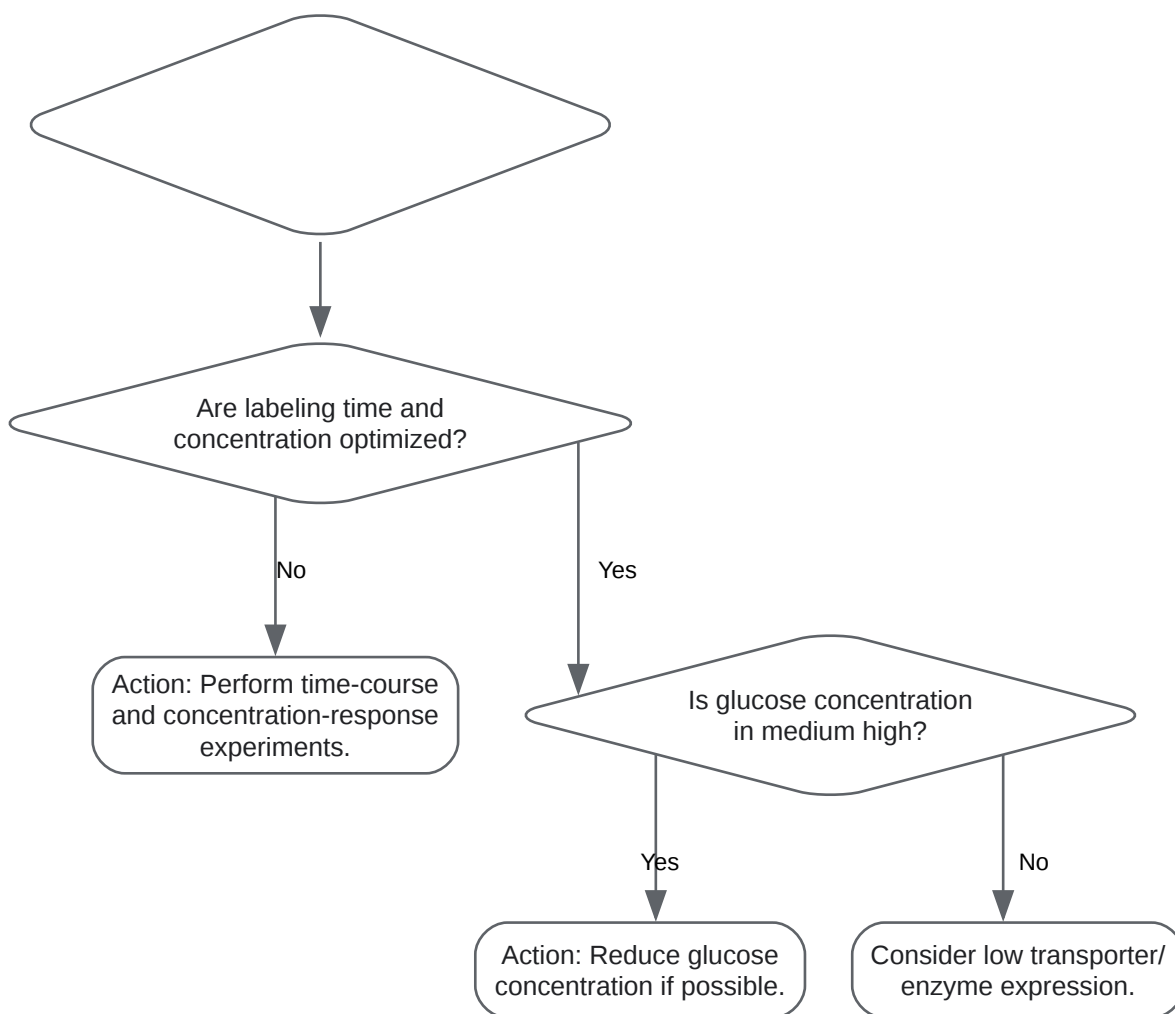 Are labeling time and
concentration optimized?
No
Yes
Action: Perform time-course
and concentration-response
experiments.
Is glucose concentration
in medium high?
Yes
No
Action: Reduce glucose
concentration if possible.
Consider low transporter/
enzyme expression.